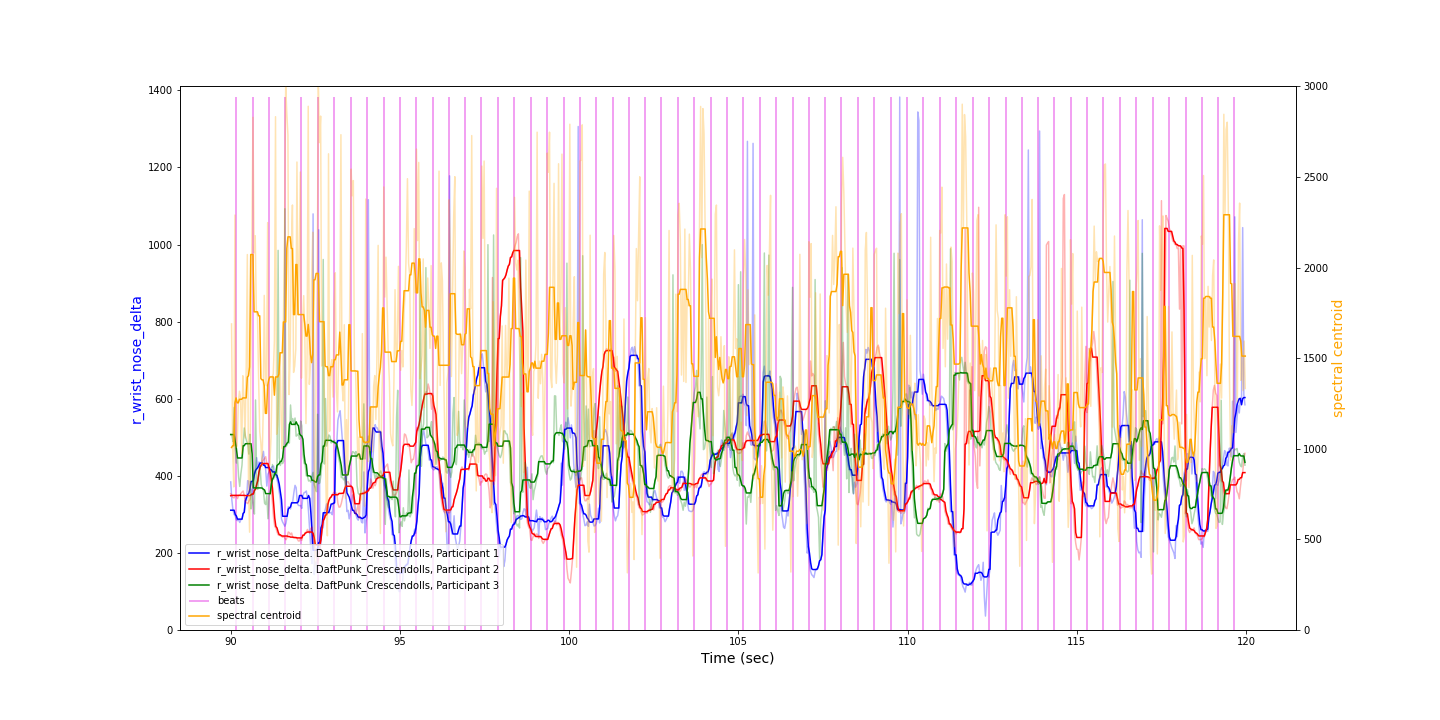 1400
1200
1000
800
600
400
200
0
r_wrist_nose_delta
3000
2500
2000
1500
1000
500
0
spectral centroid
r_wrist_nose_delta. DaftPunk_Crescendolls, Participant 1
r_wrist_nose_delta. DaftPunk_Crescendolls, Participant 2
r_wrist_nose_delta. DaftPunk_Crescendolls, Participant 3
beats
spectral centroid
90 95 100 105 110 115 120
Time (sec)